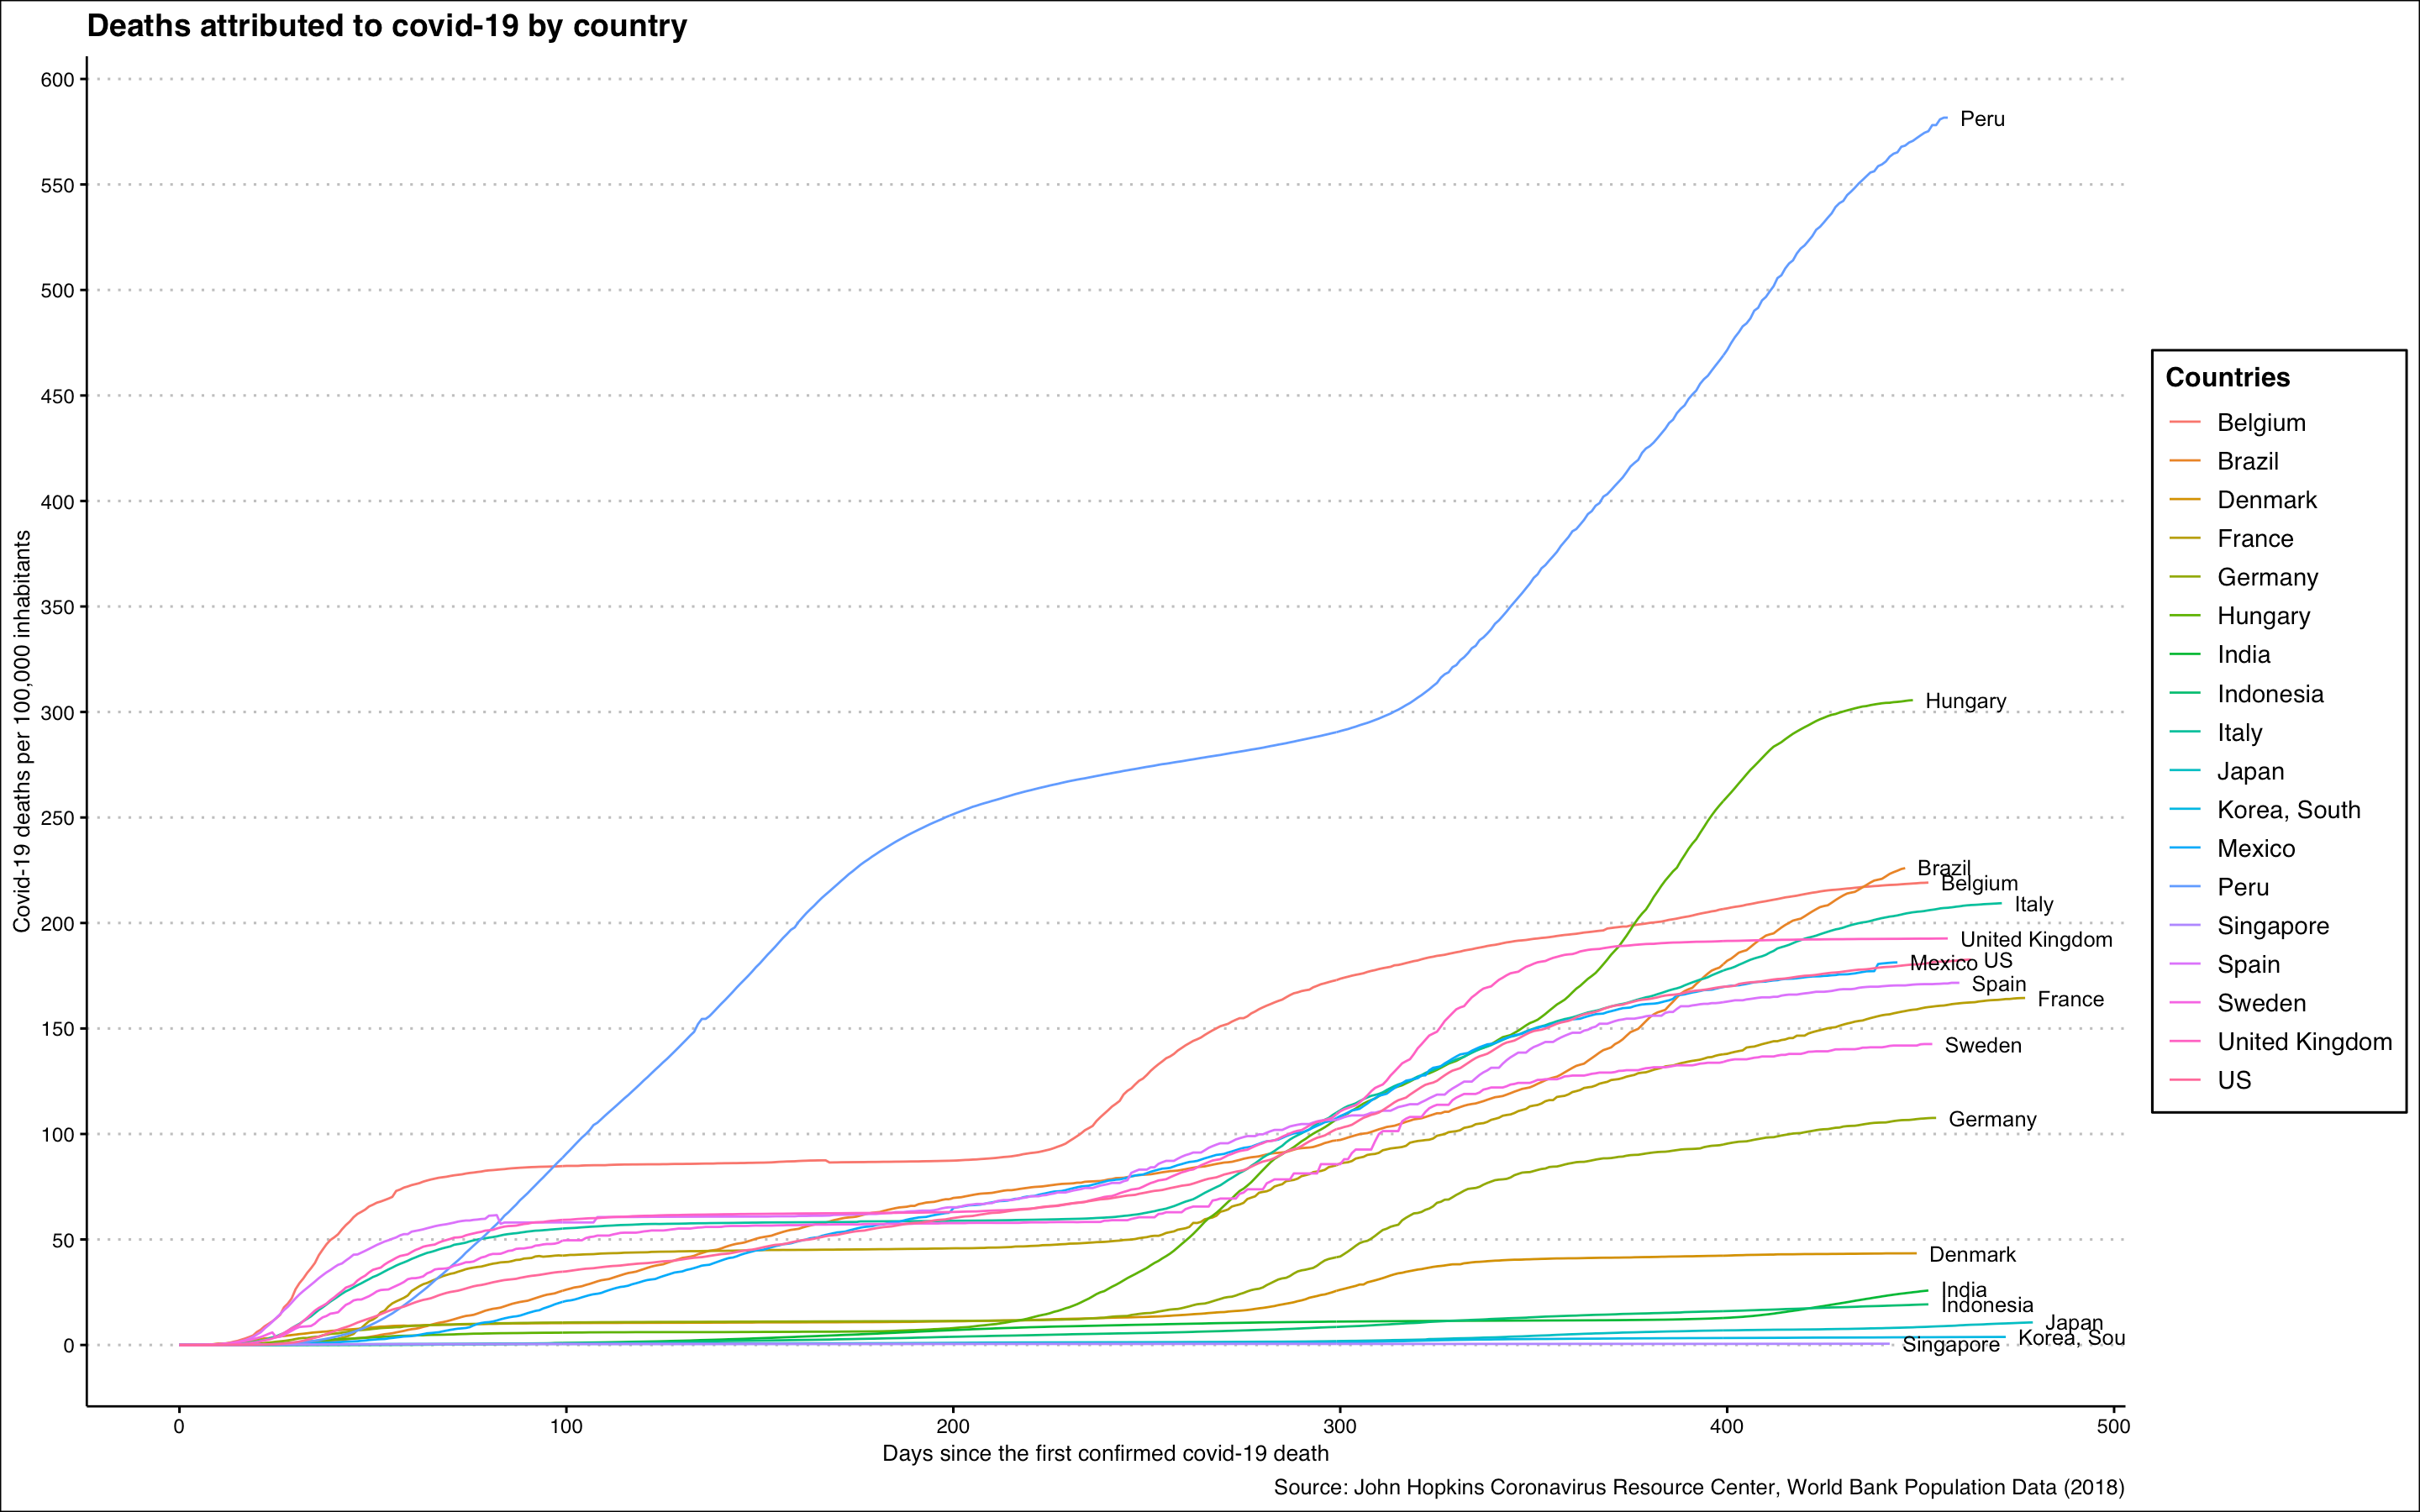 Deaths attributed to covid-19 by country
Covid-19 deaths per 100,000 inhabitants
600
550
500
450
400
350
300
250
200
150
100
50
0
Peru
Hungary
Brazil
Belgium
Italy
United Kingdom
Mexico
US
Spain
France
Sweden
Germany
Denmark
India
Indonesia
Japan
Korea, Sou
Singapore
0 100 200 300 400 500
Days since the first confirmed covid-19 death
Source: John Hopkins Coronavirus Resource Center, World Bank Population Data (2018)
Countries
Belgium
Brazil
Denmark
France
Germany
Hungary
India
Indonesia
Italy
Japan
Korea, South
Mexico
Peru
Singapore
Spain
Sweden
United Kingdom
US